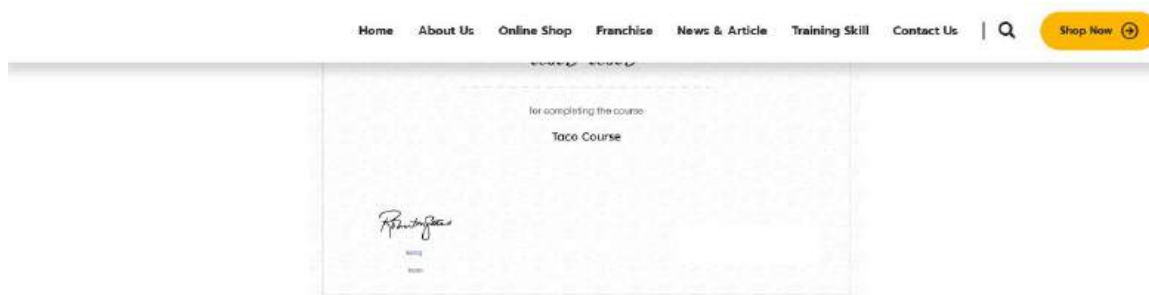 Home About Us Online Shop Franchise News & Article Training Skill Contact Us | Shop Now
for completing the course
Taco Course